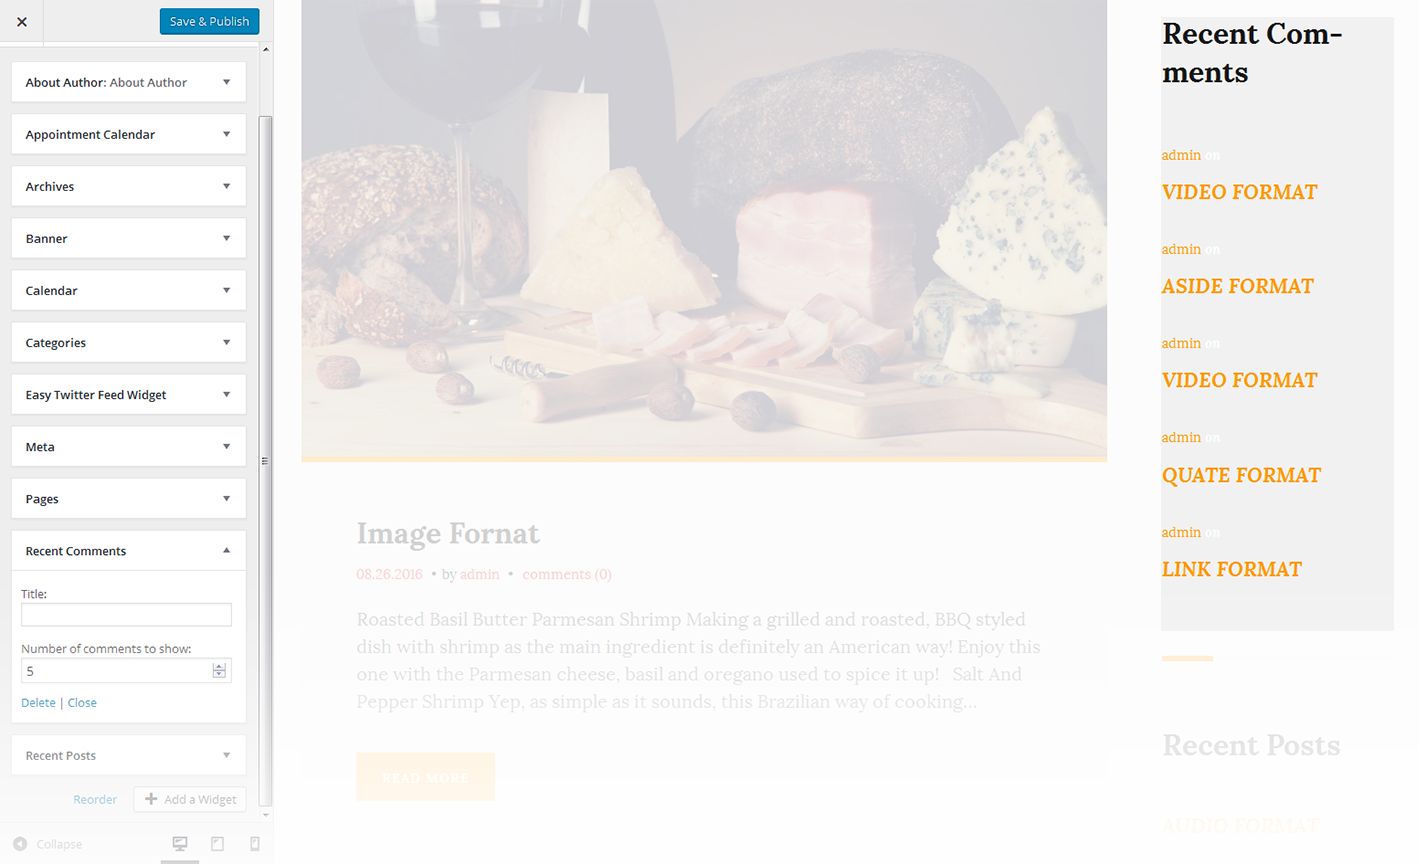 Save & Publish
About Author: About Author
Appointment Calendar
Archives
Banner
Calendar
Categories
Easy Twitter Feed Widget
Meta
Pages
Recent Comments
Title:
Number of comments to show:
5
Delete | Close
Recent Posts
Reorder
Add a Widget
Collapse
Image Fornat
08.26.2016 • by admin • comments (0)
Roasted Basil Butter Parmesan Shrimp Making a grilled and roasted, BBQ styled
dish with shrimp as the main ingredient is definitely an American way! Enjoy this
one with the Parmesan cheese, basil and oregano used to spice it up! Salt And
Pepper Shrimp Yep, as simple as it sounds, this Brazilian way of cooking...
READ MORE
Recent Com-
ments
admin on
VIDEO FORMAT
admin on
ASIDE FORMAT
admin on
VIDEO FORMAT
admin on
QUATE FORMAT
admin on
LINK FORMAT
Recent Posts
AUDIO FORMAT